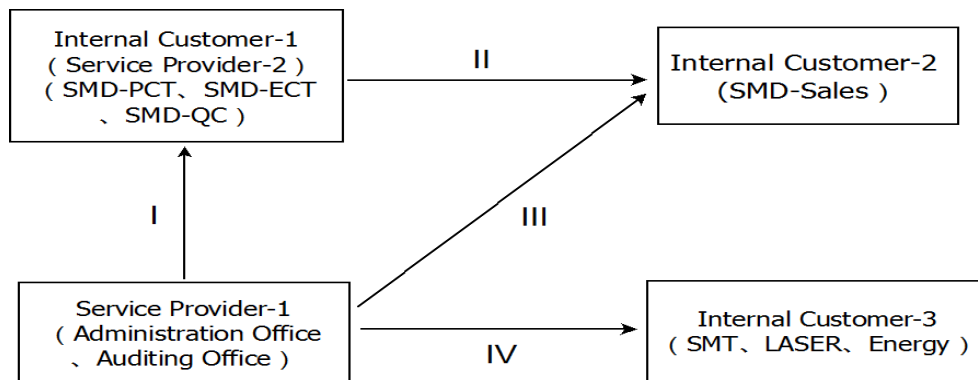 Internal Customer-1
( Service Provider-2 )
( SMD-PCT、SMD-ECT
、SMD-QC )
II
Internal Customer-2
(SMD-Sales )
I
III
Service Provider-1
( Administration Office
、Auditing Office )
IV
Internal Customer-3
( SMT、LASER、Energy )